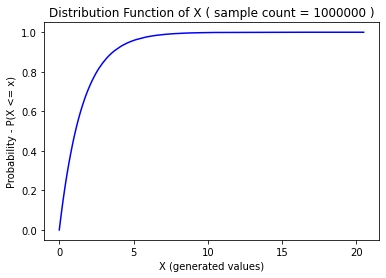 Distribution Function of X ( sample count = 1000000 )
1.0
0.8
0.6
0.4
0.2
0.0
Probability - P(X <= x)
0 5 10 15 20
X (generated values)